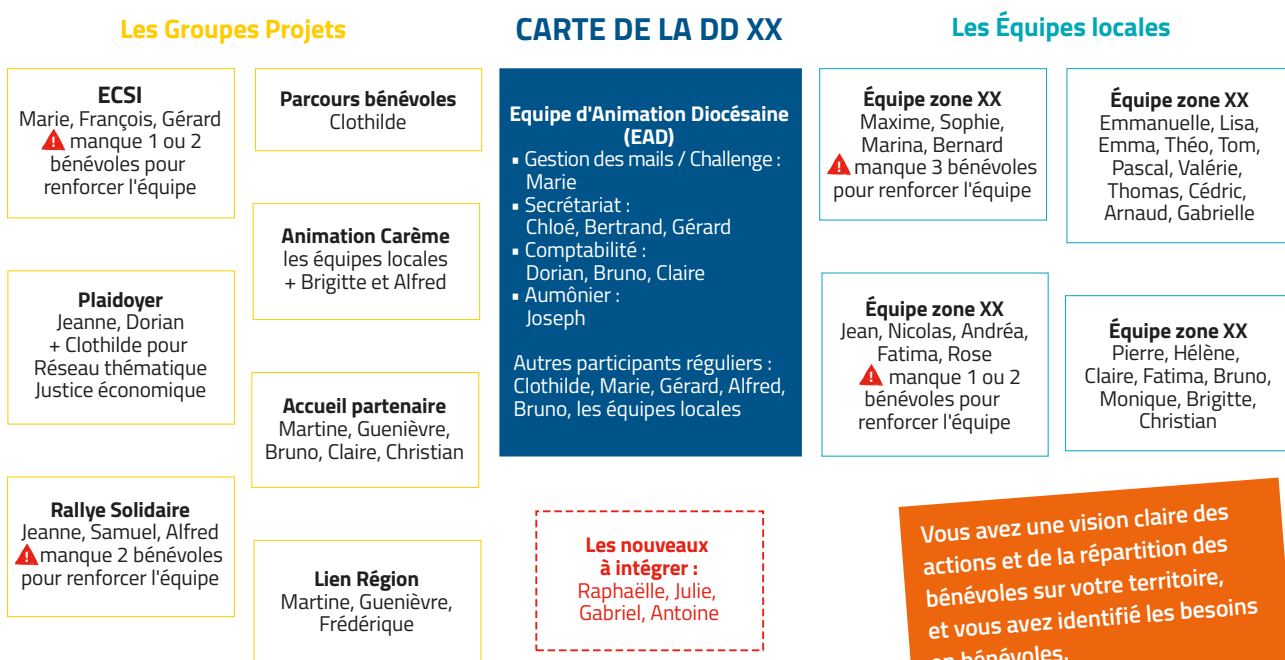 Les Groupes Projets
CARTE DE LA DD XX
Les Équipes locales
ECSI
Marie, François, Gérard
manque 1 ou 2
bénévoles pour
renforcer l'équipe
Parcours bénévoles
Clothilde
Animation Carème
les équipes locales
+ Brigitte et Alfred
Plaidoyer
Jeanne, Dorian
+ Clothilde pour
Réseau thématique
Justice économique
Accueil partenaire
Martine, Guenièvre,
Bruno, Claire, Christian
Rallye Solidaire
Jeanne, Samuel, Alfred
manque 2 bénévoles
pour renforcer l'équipe
Lien Région
Martine, Guenièvre,
Frédérique
Equipe d'Animation Diocésaine
(EAD)
▪ Gestion des mails / Challenge :
Marie
▪ Secrétariat :
Chloé, Bertrand, Gérard
▪ Comptabilité :
Dorian, Bruno, Claire
▪ Aumônier :
Joseph
Autres participants réguliers :
Clothilde, Marie, Gérard, Alfred,
Bruno, les équipes locales
Les nouveaux
à intégrer :
Raphaëlle, Julie,
Gabriel, Antoine
Équipe zone XX
Maxime, Sophie,
Marina, Bernard
manque 3 bénévoles
pour renforcer l'équipe
Équipe zone XX
Emmanuelle, Lisa,
Emma, Théo, Tom,
Pascal, Valérie,
Thomas, Cédric,
Arnaud, Gabrielle
Équipe zone XX
Jean, Nicolas, Andréa,
Fatima, Rose
manque 1 ou 2
bénévoles pour
renforcer l'équipe
Équipe zone XX
Pierre, Hélène,
Claire, Fatima, Bruno,
Monique, Brigitte,
Christian
Vous avez une vision claire des
actions et de la répartition des
bénévoles sur votre territoire,
et vous avez identifié les besoins
en bénévoles.